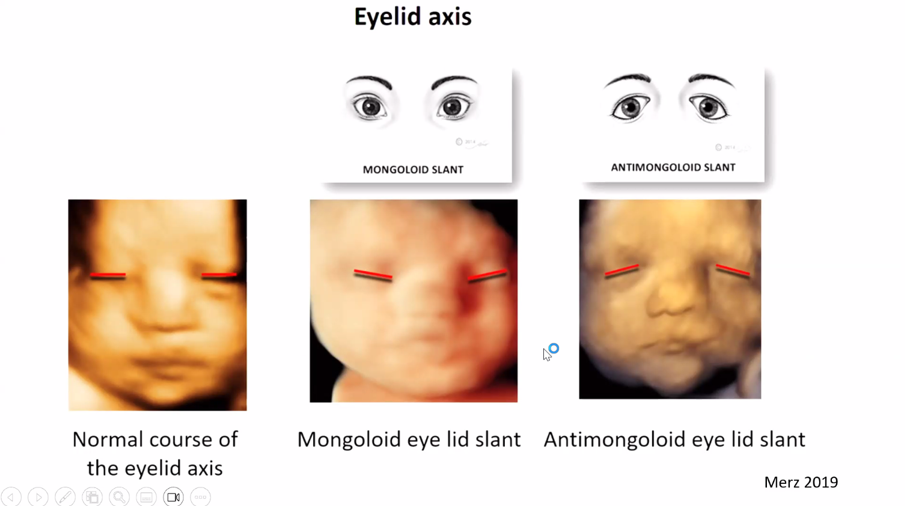 Eyelid axis
MONGOLOID SLANT
ANTIMONGOLOID SLANT
Normal course of
the eyelid axis
Mongoloid eye lid slant
Antimongoloid eye lid slant
Merz 2019